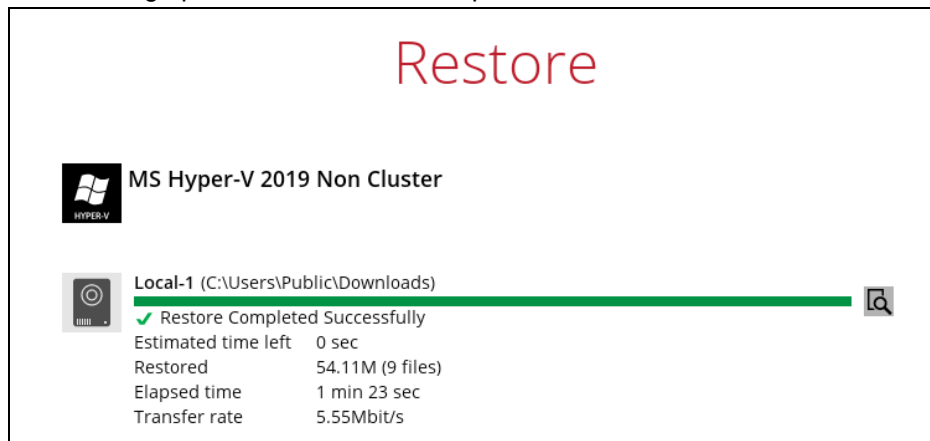 Restore
MS Hyper-V 2019 Non Cluster
HYPER-V
Local-1 (C:\Users\Public\Downloads)
Restore Completed Successfully
Estimated time left 0 sec
Restored 54.11M (9 files)
Elapsed time 1 min 23 sec
Transfer rate 5.55Mbit/s